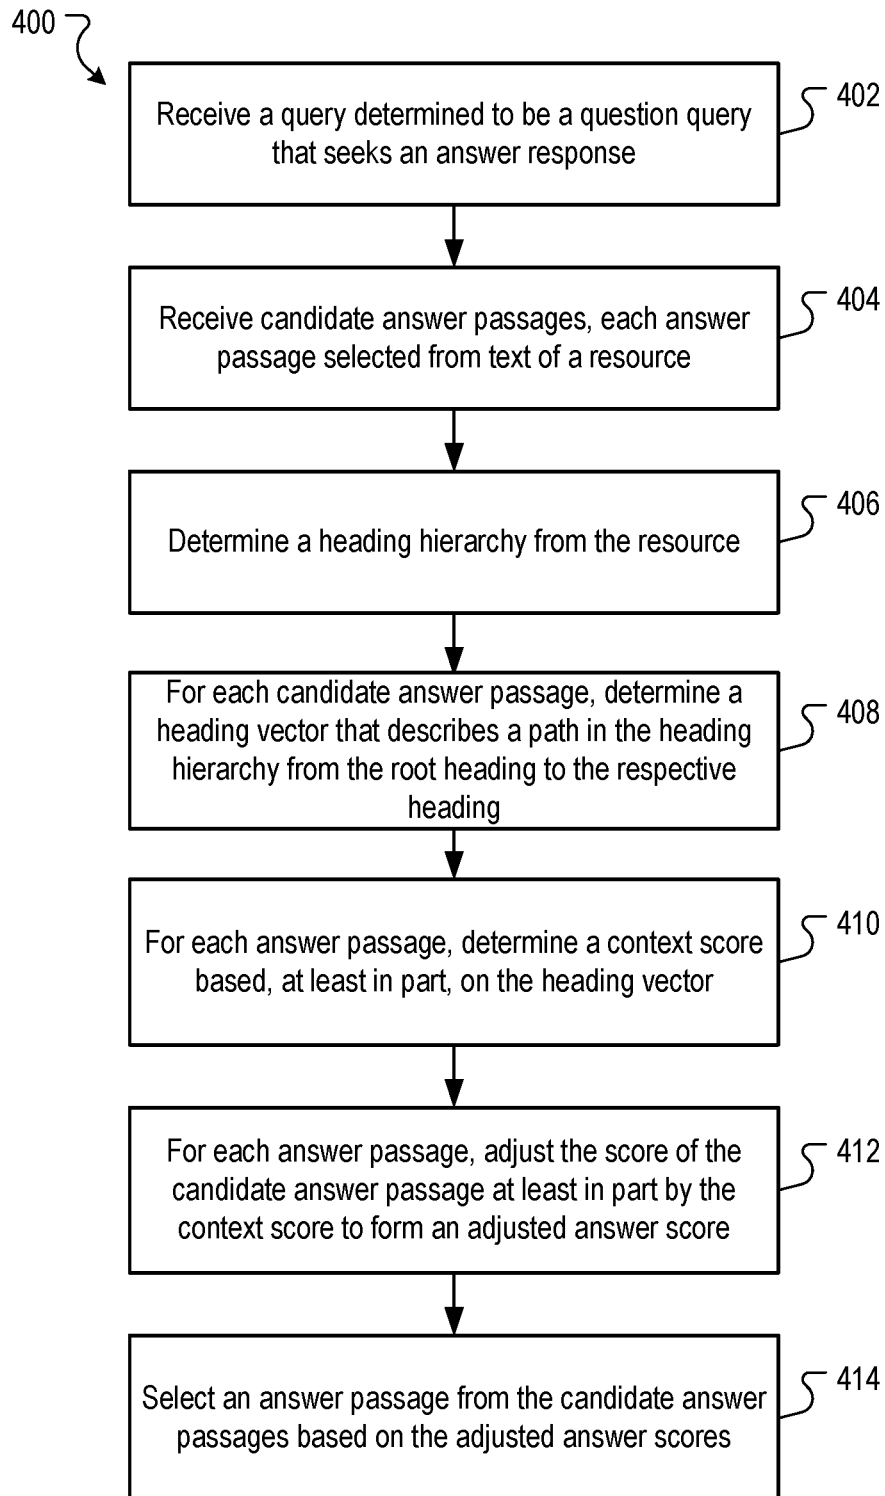 400
Receive a query determined to be a question query
that seeks an answer response
402
Receive candidate answer passages, each answer
passage selected from text of a resource
404
Determine a heading hierarchy from the resource
406
For each candidate answer passage, determine a
heading vector that describes a path in the heading
hierarchy from the root heading to the respective
heading
408
For each answer passage, determine a context score
based, at least in part, on the heading vector
410
For each answer passage, adjust the score of the
candidate answer passage at least in part by the
context score to form an adjusted answer score
412
Select an answer passage from the candidate answer
passages based on the adjusted answer scores
414